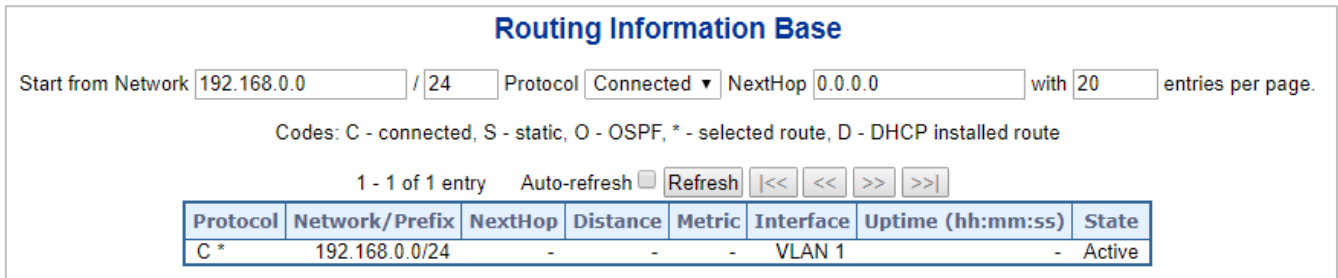 Routing Information Base
Start from Network 192.168.0.0 / 24 Protocol Connected ▾ NextHop 0.0.0.0 with 20 entries per page.
Codes: C - connected, S - static, O - OSPF, * - selected route, D - DHCP installed route
1 - 1 of 1 entry Auto-refresh Refresh |<< << >> >>|
Protocol Network/Prefix NextHop Distance Metric Interface Uptime (hh:mm:ss) State
C * 192.168.0.0/24 - - - VLAN 1 - Active